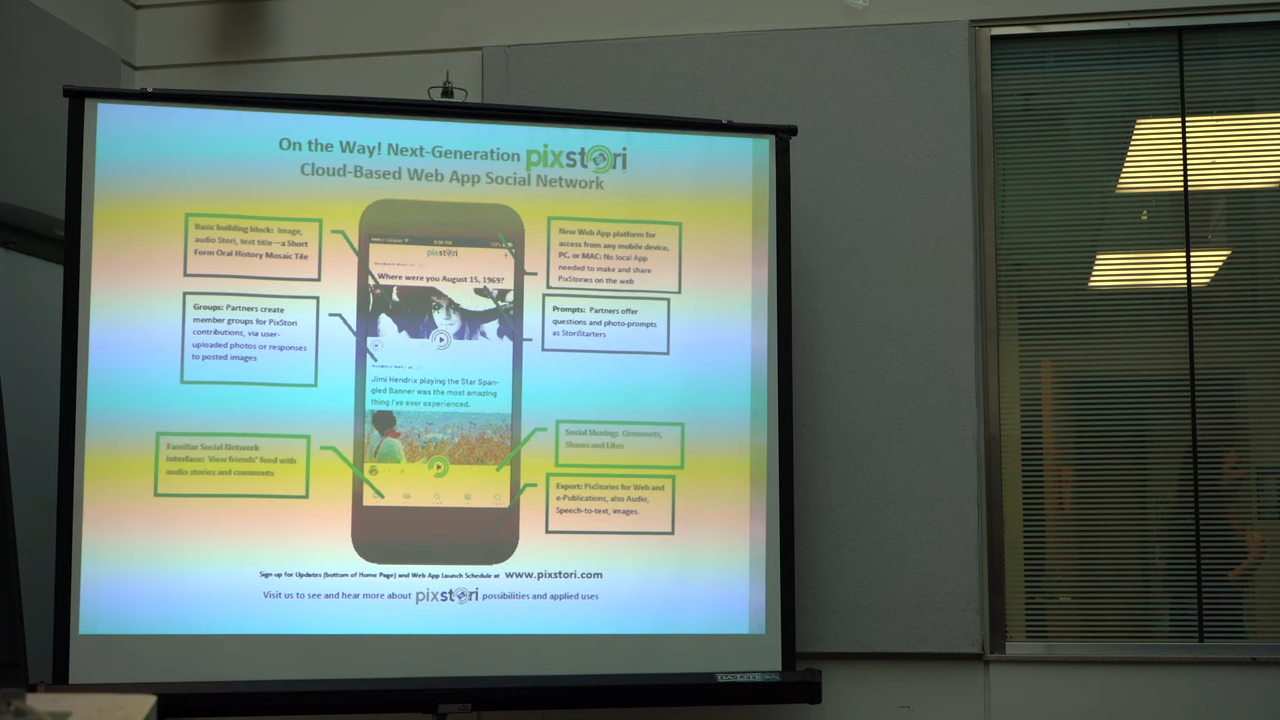 On the Way! Next-Generation pixstori
Cloud-Based Web App Social Network
Basic building block: Image,
audio Stori, text title—a Short
Form Oral History Mosaic Tile
Groups: Partners create
member groups for PixStori
contributions, via user-
uploaded photos or responses
to posted images
Familiar Social Network
interface: View friends' feed with
audio stories and comments
pixstori
Where were you August 15, 1969?
Jimi Hendrix playing the Star Span-
gled Banner was the most amazing
thing I've ever experienced.
New Web App platform for
access from any mobile device,
PC, or MAC: No local App
needed to make and share
PixStories on the web
Prompts: Partners offer
questions and photo-prompts
as StoriStarters
Social Sharing: Comments,
Shares and Likes
Export: PixStories for Web and
e-Publications, also Audio,
Speech-to-text, images.
Sign up for Updates (bottom of Home Page) and Web App Launch Schedule at www.pixstori.com
Visit us to see and hear more about pixstori possibilities and applied uses
DA-LITE